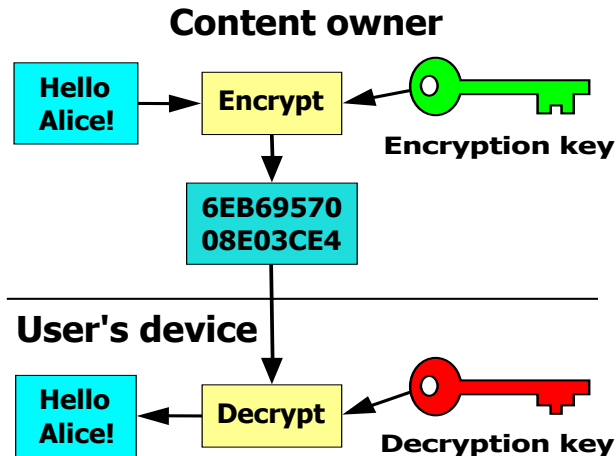 Content owner
Hello
Alice!
Encrypt
Encryption key
6EB69570
08E03CE4
User's device
Hello
Alice!
Decrypt
Decryption key